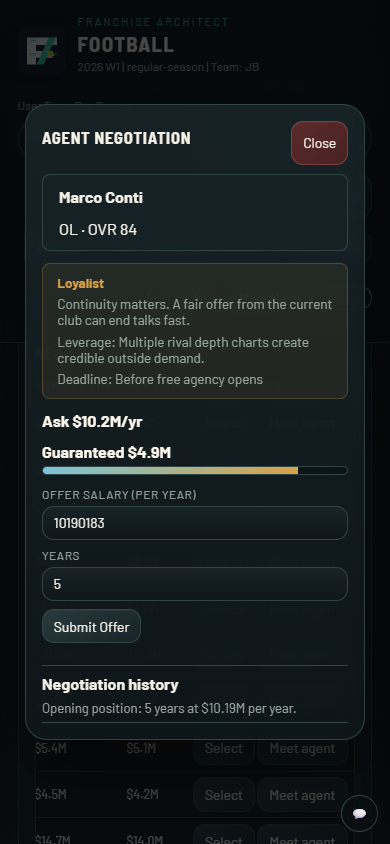 FRANCHISE ARCHITECT
FOOTBALL
2026 W1 | regular-season | Team: JB
AGENT NEGOTIATION
Close
Marco Conti
OL · OVR 84
Loyalist
Continuity matters. A fair offer from the current
club can end talks fast.
Leverage: Multiple rival depth charts create
credible outside demand.
Deadline: Before free agency opens
Ask $10.2M/yr
Guaranteed $4.9M
OFFER SALARY (PER YEAR)
10190183
YEARS
5
Submit Offer
Negotiation history
Opening position: 5 years at $10.19M per year.
$5.4M $5.1M Select Meet agent
$4.5M $4.2M Select Meet agent
$14.7M $14.0M Select Meet agent